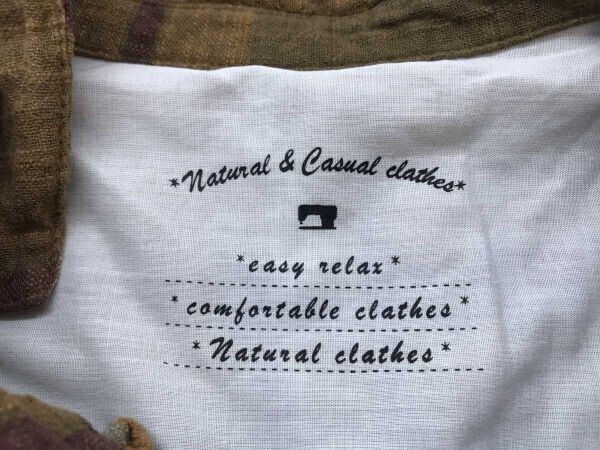 *Natural & Casual clathes*
*easy relax*
*comfortable clathes*
*Natural clathes*